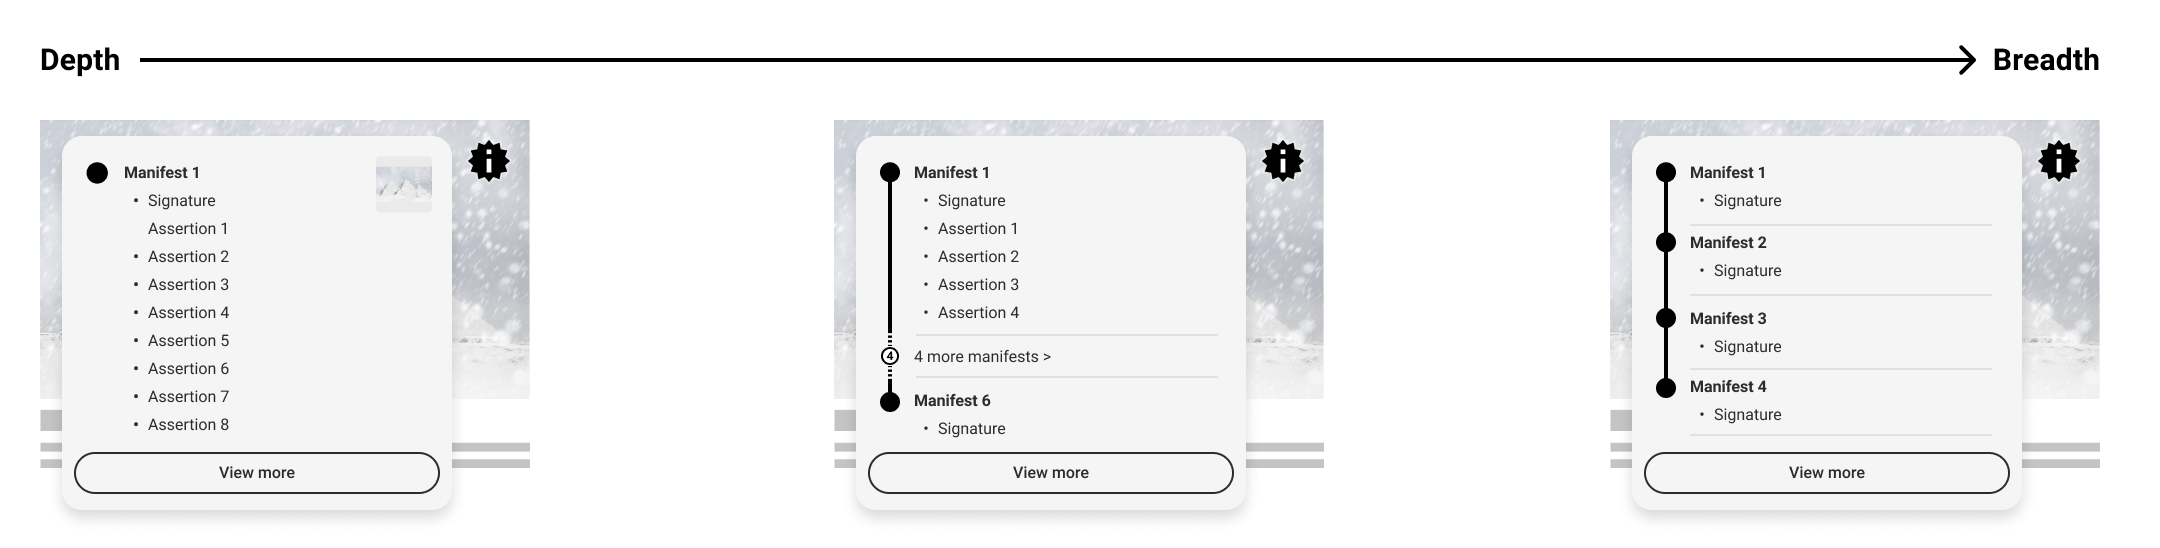 Depth
Breadth
Manifest 1
• Signature
Assertion 1
• Assertion 2
• Assertion 3
• Assertion 4
• Assertion 5
• Assertion 6
• Assertion 7
• Assertion 8
View more
Manifest 1
• Signature
• Assertion 1
• Assertion 2
• Assertion 3
• Assertion 4
4 4 more manifests >
Manifest 6
• Signature
View more
Manifest 1
• Signature
Manifest 2
• Signature
Manifest 3
• Signature
Manifest 4
• Signature
View more